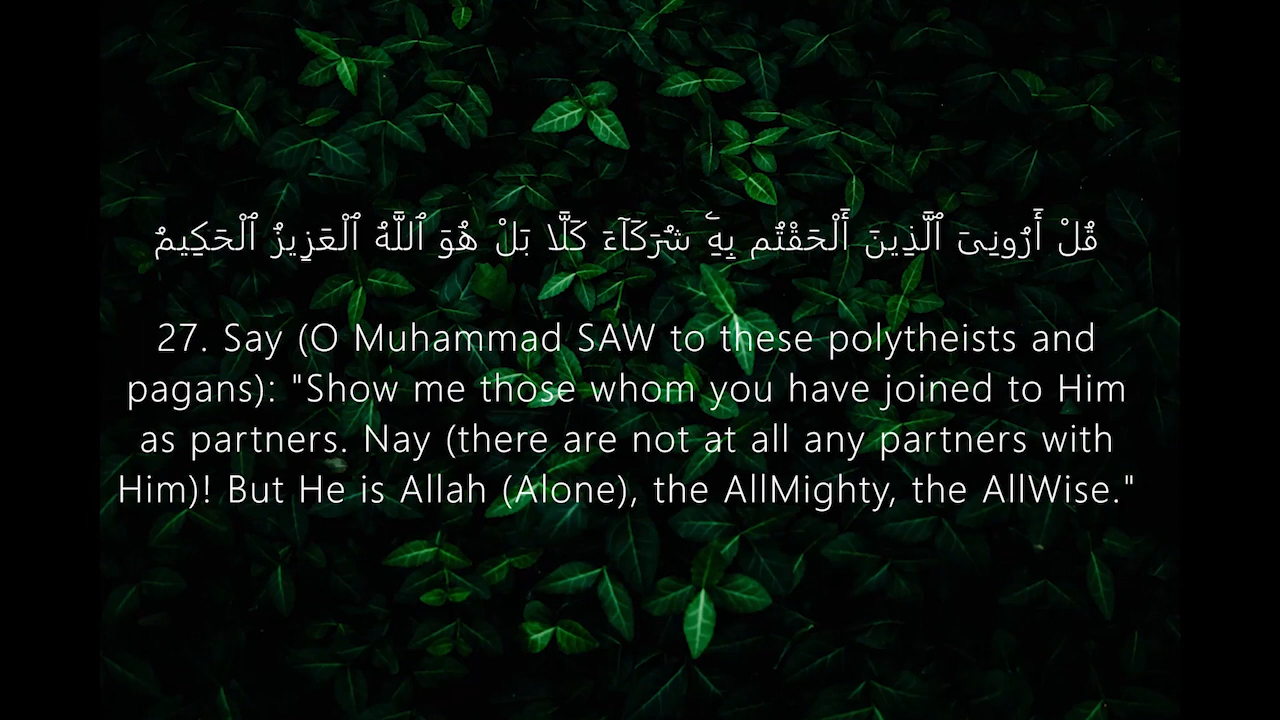 قُلْ أَرُونِىَ ٱلَّذِينَ أَلْحَقْتُم بِهِۦ شُرَكَآءَ كَلَّا بَلْ هُوَ ٱللَّهُ ٱلْعَزِيزُ ٱلْحَكِيمُ
27. Say (O Muhammad SAW to these polytheists and
pagans): "Show me those whom you have joined to Him
as partners. Nay (there are not at all any partners with
Him)! But He is Allah (Alone), the AllMighty, the AllWise."